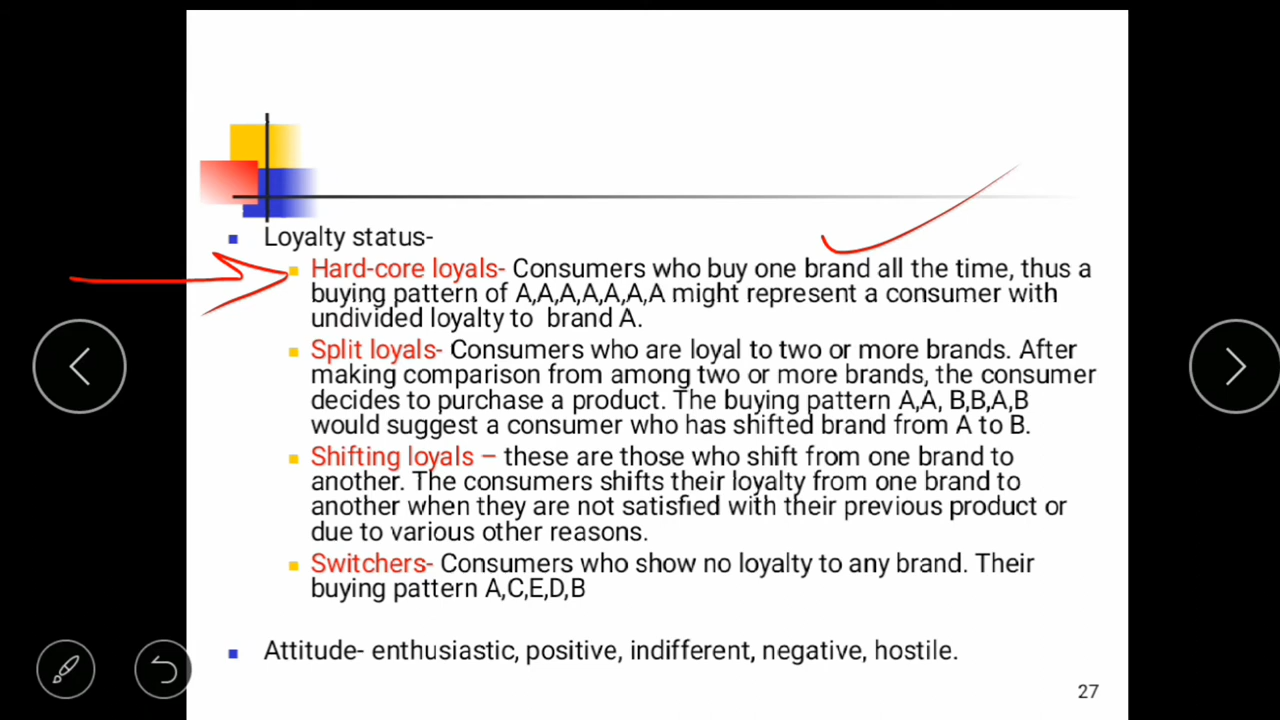 Loyalty status-
Hard-core loyals- Consumers who buy one brand all the time, thus a
buying pattern of A,A,A,A,A,A,A might represent a consumer with
undivided loyalty to brand A.
Split loyals- Consumers who are loyal to two or more brands. After
making comparison from among two or more brands, the consumer
decides to purchase a product. The buying pattern A,A, B,B,A,B
would suggest a consumer who has shifted brand from A to B.
Shifting loyals – these are those who shift from one brand to
another. The consumers shifts their loyalty from one brand to
another when they are not satisfied with their previous product or
due to various other reasons.
Switchers- Consumers who show no loyalty to any brand. Their
buying pattern A,C,E,D,B
Attitude- enthusiastic, positive, indifferent, negative, hostile.
27